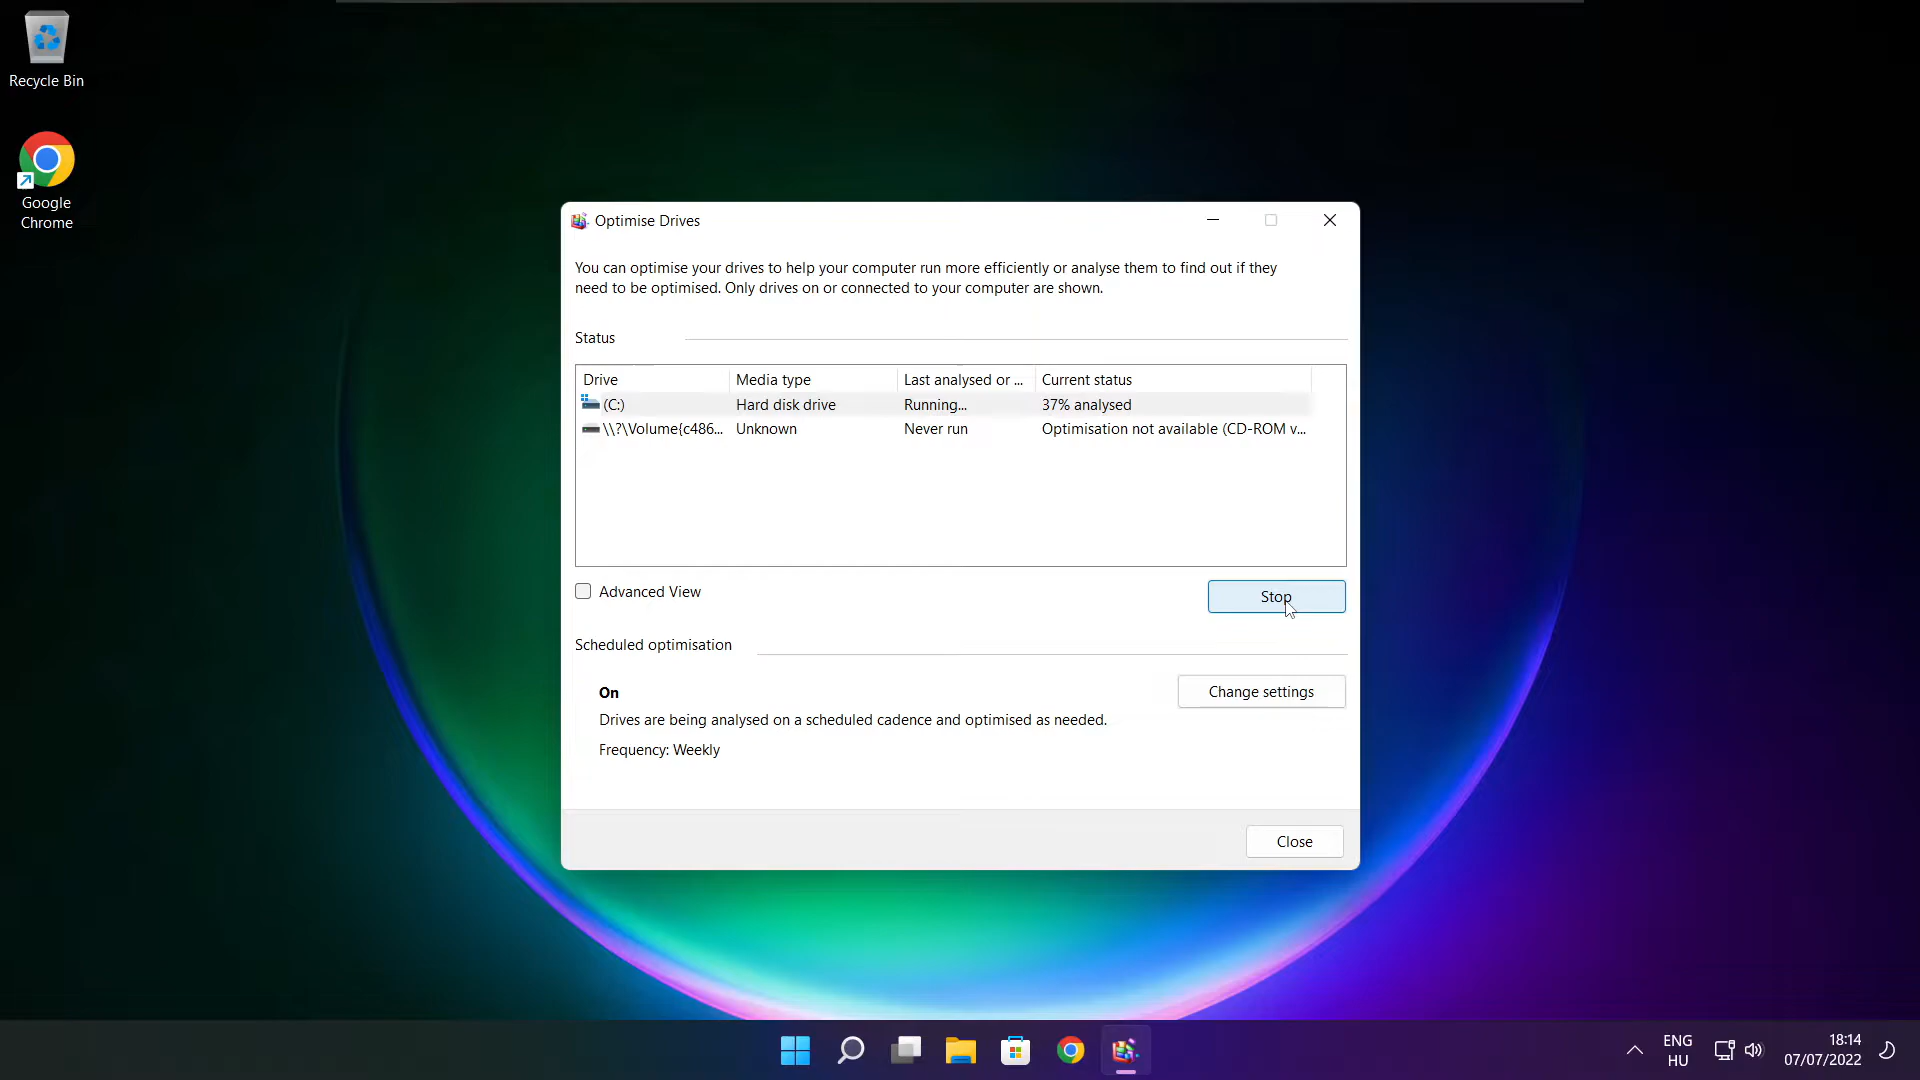 Recycle Bin
Google
Chrome
Optimise Drives
You can optimise your drives to help your computer run more efficiently or analyse them to find out if they
need to be optimised. Only drives on or connected to your computer are shown.
Status
Drive Media type Last analysed or ... Current status
(C:) Hard disk drive Running... 37% analysed
\\?\Volume{c486... Unknown Never run Optimisation not available (CD-ROM v...
Advanced View
Stop
Scheduled optimisation
On
Change settings
Drives are being analysed on a scheduled cadence and optimised as needed.
Frequency: Weekly
Close
ENG
HU
18:14
07/07/2022